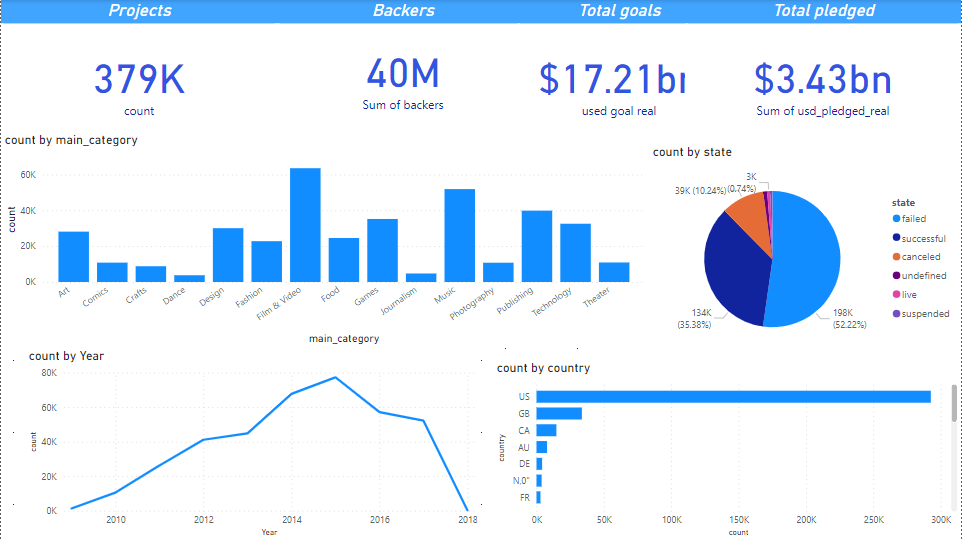 Projects Backers Total goals Total pledged
379K 40M $17.21bn $3.43bn
count Sum of backers used goal real Sum of usd_pledged_real
count by main_category
60K
40K
20K
0K
count
Art Comics Crafts Dance Design Fashion Film & Video Food Games Journalism Music Photography Publishing Technology Theater
main_category
count by state
3K
(0.74%)
39K (10.24%)
134K
(35.38%)
198K
(52.22%)
state
failed
successful
canceled
undefined
live
suspended
count by Year
80K
60K
40K
20K
0K
count
2010 2012 2014 2016 2018
Year
count by country
country
US
GB
CA
AU
DE
N,0"
FR
0K 50K 100K 150K 200K 250K 300K
count